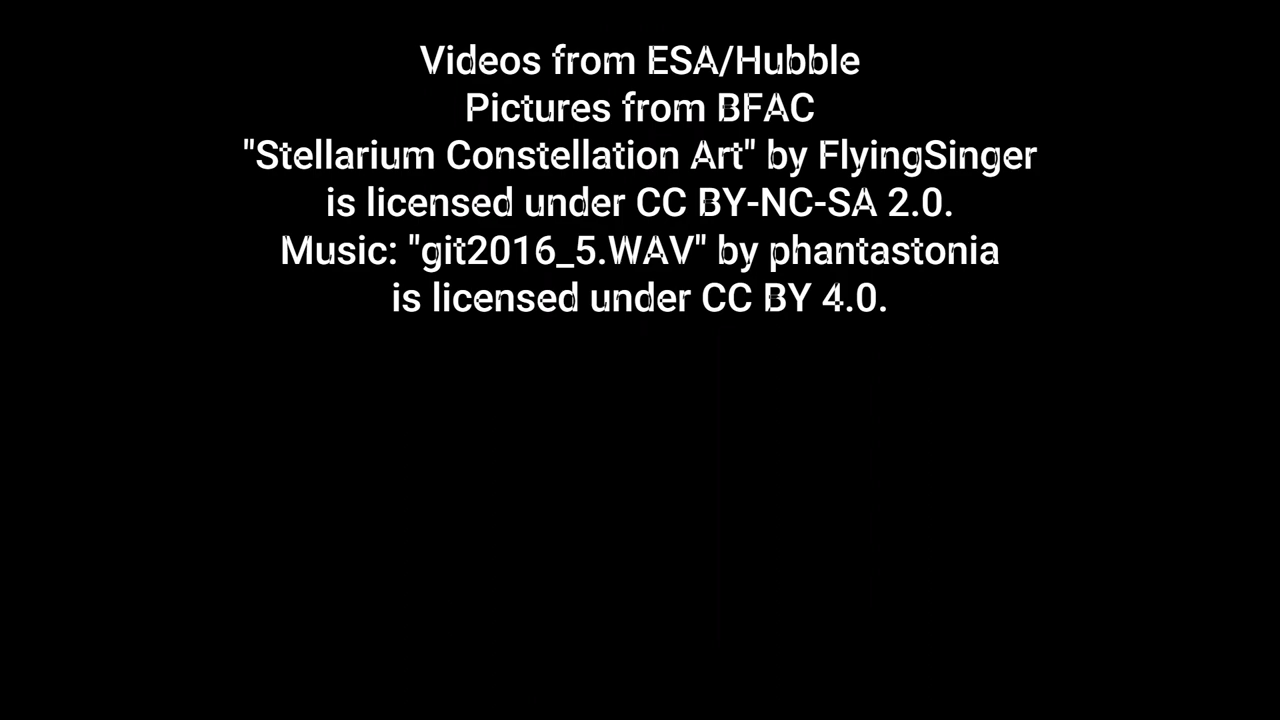 Videos from ESA/Hubble
Pictures from BFAC
"Stellarium Constellation Art" by FlyingSinger
is licensed under CC BY-NC-SA 2.0.
Music: "git2016_5.WAV" by phantastonia
is licensed under CC BY 4.0.